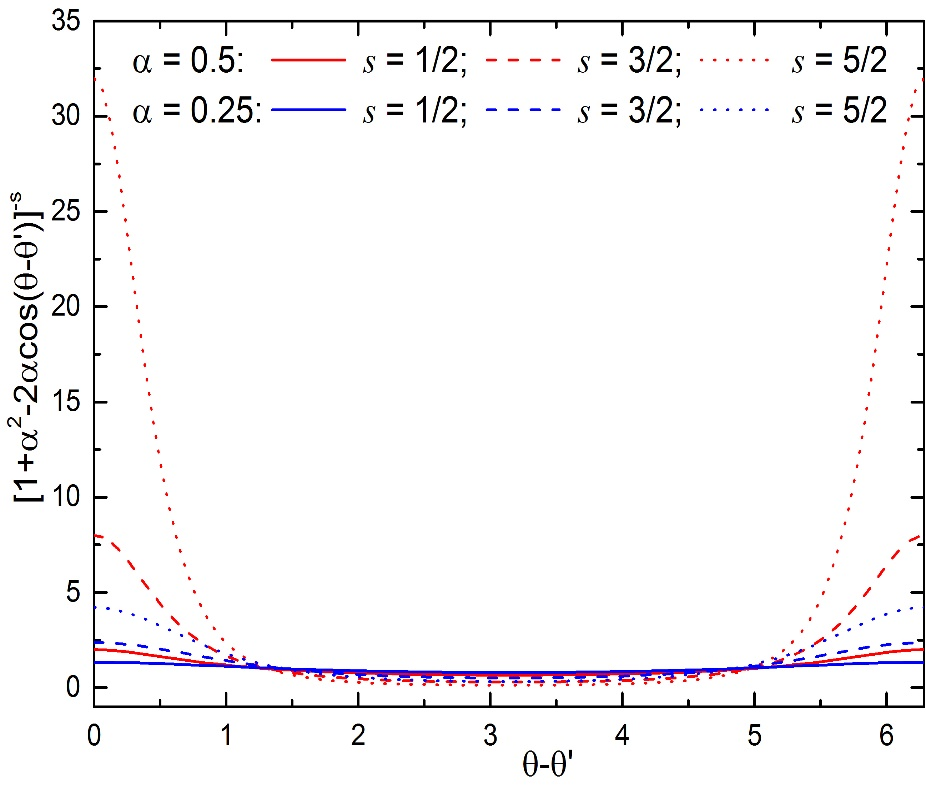 35
α = 0.5: s = 1/2; s = 3/2; s = 5/2
α = 0.25: s = 1/2; s = 3/2; s = 5/2
30
25
20
15
10
5
0
[1+α²-2αcos(θ-θ')]⁻ˢ
0 1 2 3 4 5 6
θ-θ'